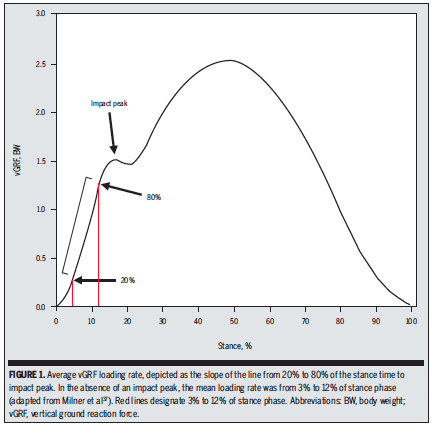 3.0
2.5
2.0
1.5
1.0
0.5
0.0
vGRF, BW
Impact peak
80%
20%
0 10 20 30 40 50 60 70 80 90 100
Stance, %
FIGURE 1. Average vGRF loading rate, depicted as the slope of the line from 20% to 80% of the stance time to
impact peak. In the absence of an impact peak, the mean loading rate was from 3% to 12% of stance phase
(adapted from Milner et al³⁷). Red lines designate 3% to 12% of stance phase. Abbreviations: BW, body weight;
vGRF, vertical ground reaction force.